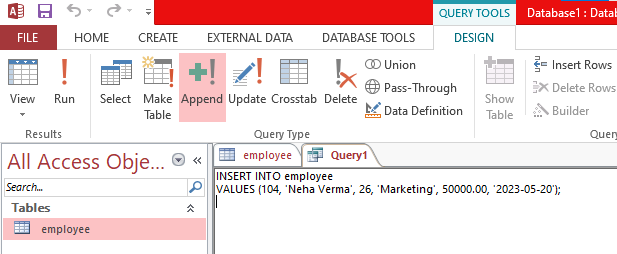 QUERY TOOLS
Database1 : Datab
FILE HOME CREATE EXTERNAL DATA DATABASE TOOLS DESIGN
View Run Select Make Table Append Update Crosstab Delete
Union
Pass-Through
Data Definition
Show Table
Insert Rows
Delete Rows
Builder
Results Query Type Que
All Access Obje...
Search...
Tables
employee
employee Query1
INSERT INTO employee
VALUES (104, 'Neha Verma', 26, 'Marketing', 50000.00, '2023-05-20');